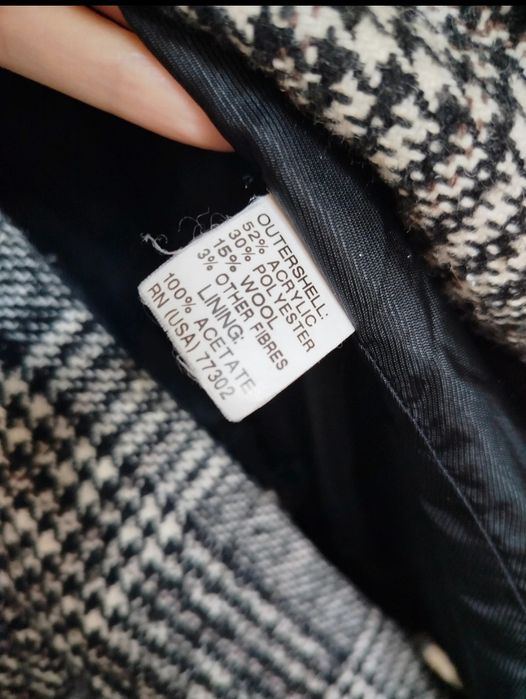 OUTERSHELL:
52% ACRYLIC
30% POLYESTER
15% WOOL
3% OTHER FIBRES
LINING:
100% ACETATE
RN (USA) 77302